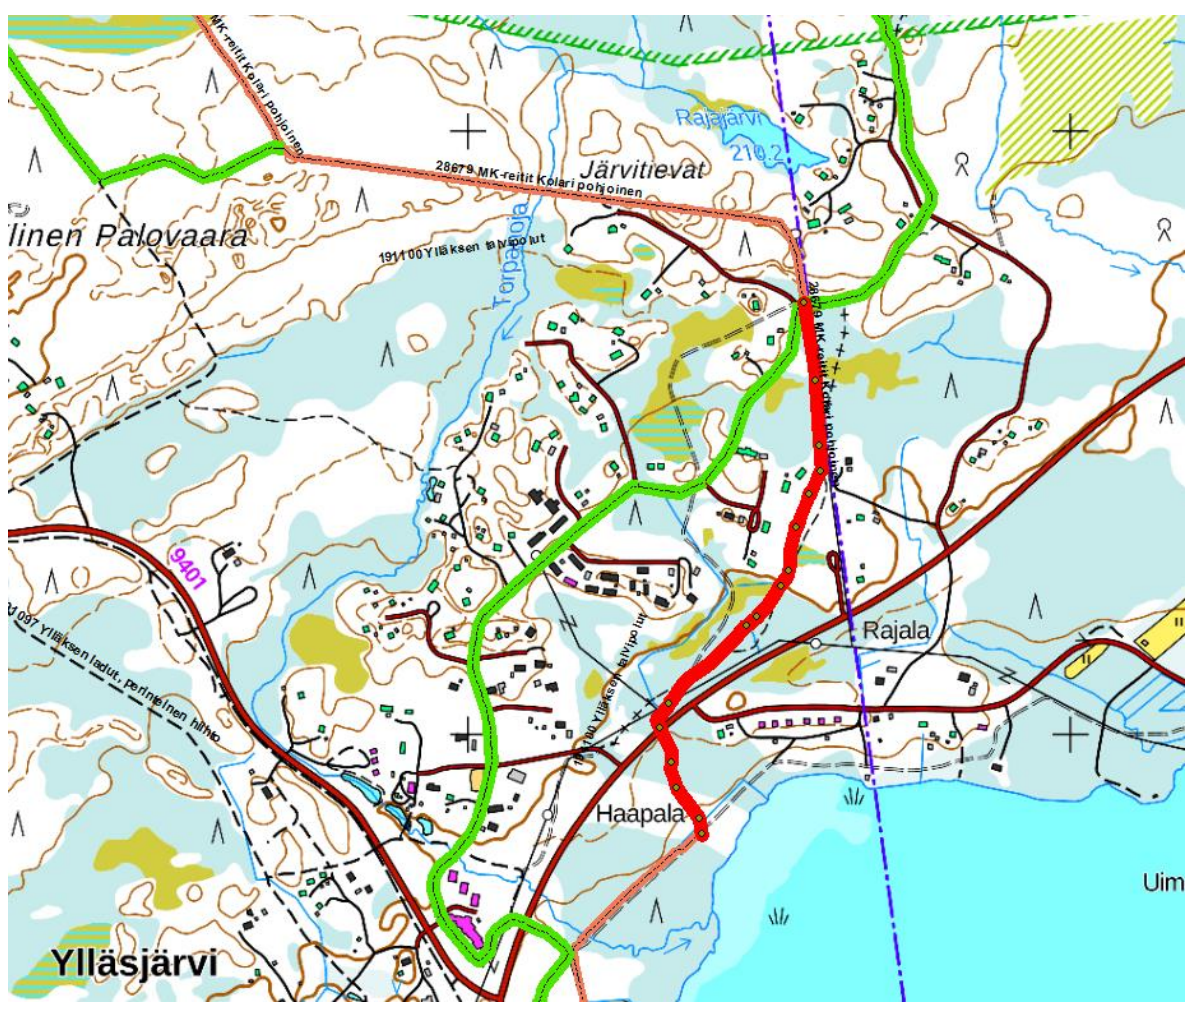 MK-reitit Kolari pohjoinen
Rajajärvi
210.2
28679 MK-reitit Kolari pohjoinen
Järvitievat
linen Palovaara
191100 Ylläksen talvipolut
Torpanoja
28679 MK-reitit Kolari pohjoinen
9401
191100 Ylläksen talvipolut
Rajala
1097 Ylläksen ladut, perinteinen hiihto
Haapala
Uim
Ylläsjärvi